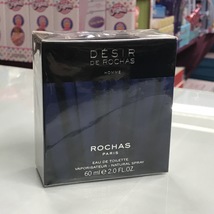 DÉSIR
DE ROCHAS
HOMME
ROCHAS
PARIS
EAU DE TOILETTE
VAPORISATEUR - NATURAL SPRAY
60 ml ℮ 2.0 FL.OZ.